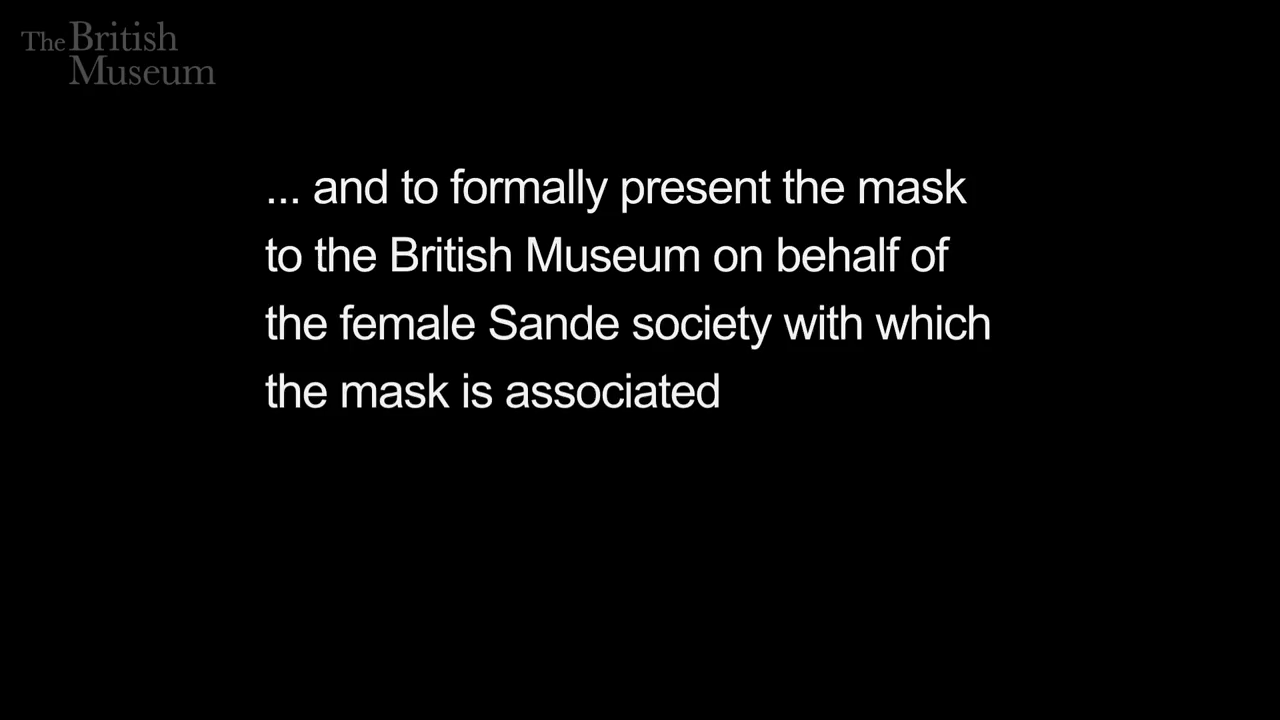 The British
Museum
... and to formally present the mask
to the British Museum on behalf of
the female Sande society with which
the mask is associated